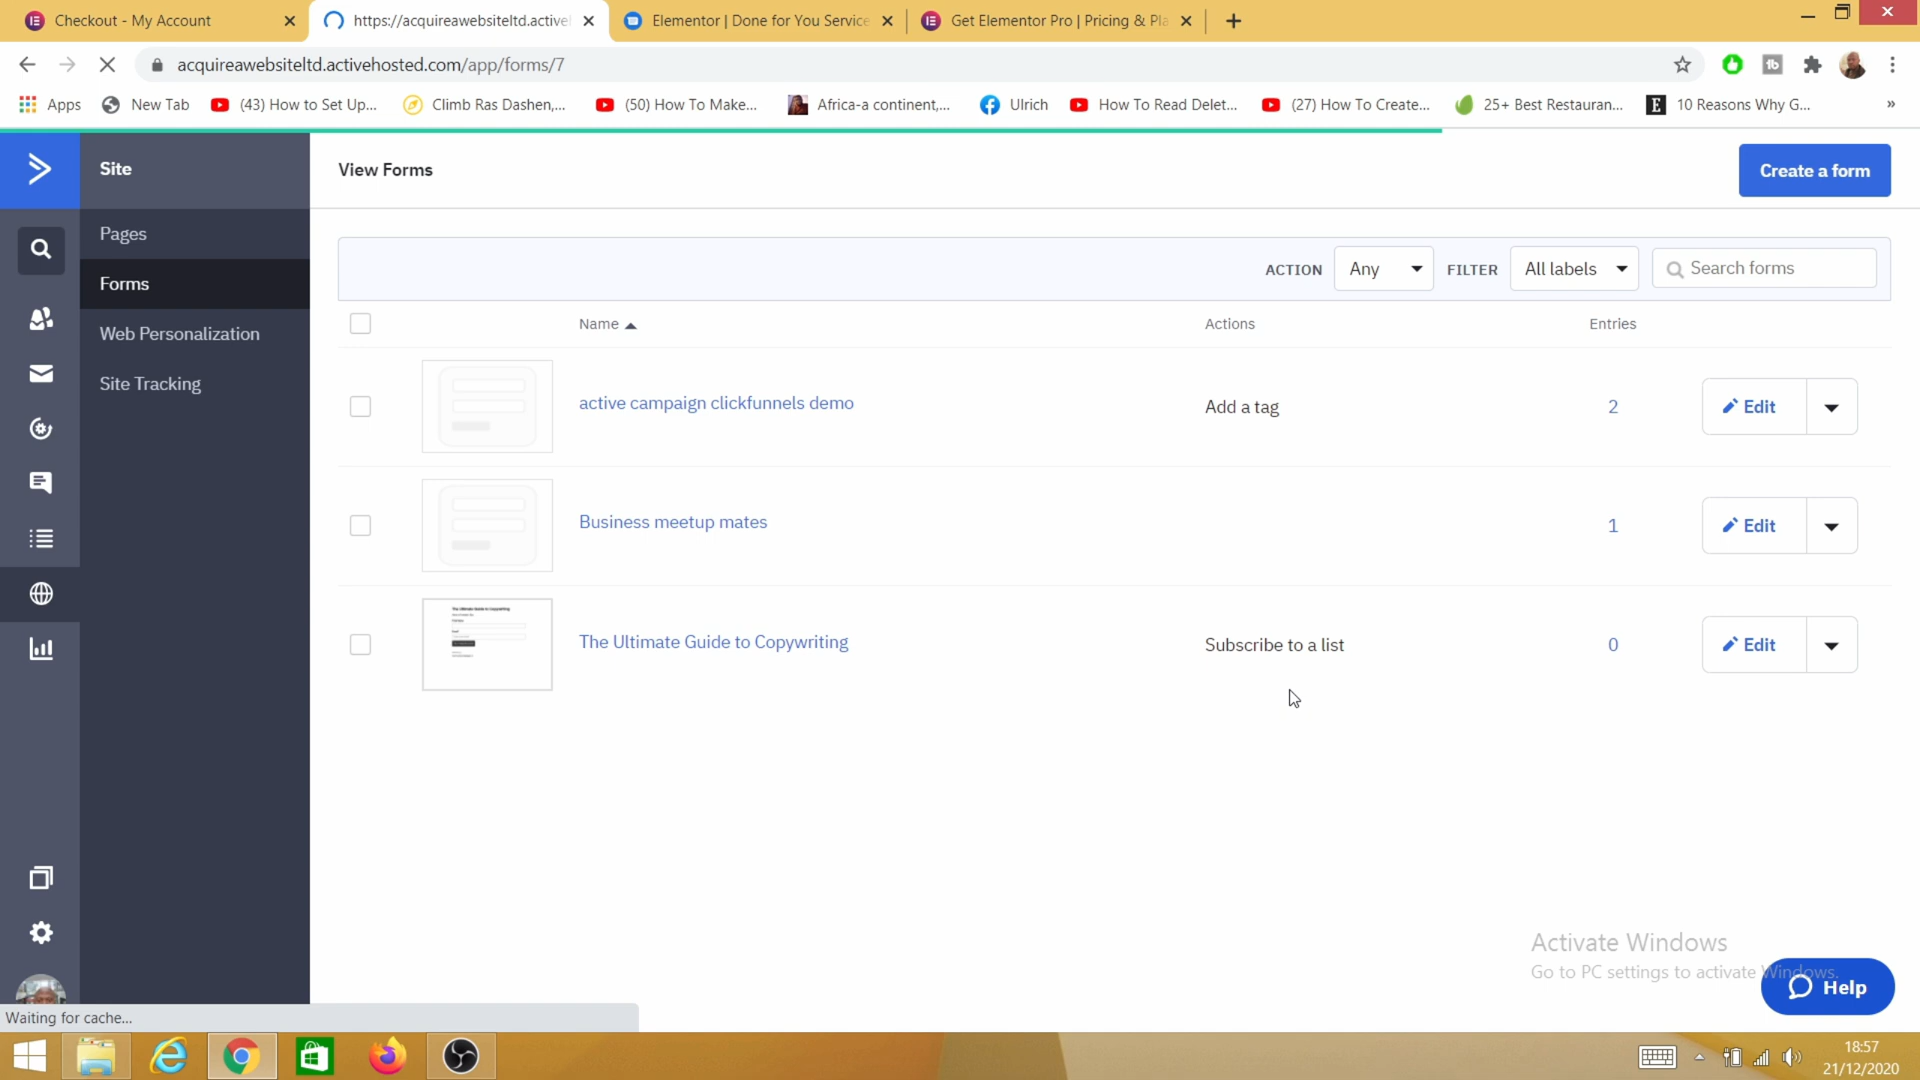 Checkout - My Account
https://acquireawebsiteltd.active
Elementor | Done for You Service
Get Elementor Pro | Pricing & Pla
acquireawebsiteltd.activehosted.com/app/forms/7
Apps
New Tab
(43) How to Set Up...
Climb Ras Dashen,...
(50) How To Make...
Africa-a continent,...
Ulrich
How To Read Delet...
(27) How To Create...
25+ Best Restauran...
10 Reasons Why G...
»
Site
View Forms
Create a form
Pages
Forms
Web Personalization
Site Tracking
ACTION
Any
FILTER
All labels
Search forms
Name
Actions
Entries
active campaign clickfunnels demo
Add a tag
2
Edit
Business meetup mates
1
Edit
The Ultimate Guide to Copywriting
The Ultimate Guide to Copywriting
Subscribe to a list
0
Edit
Activate Windows
Go to PC settings to activate Windows.
Help
Waiting for cache...
18:57
21/12/2020